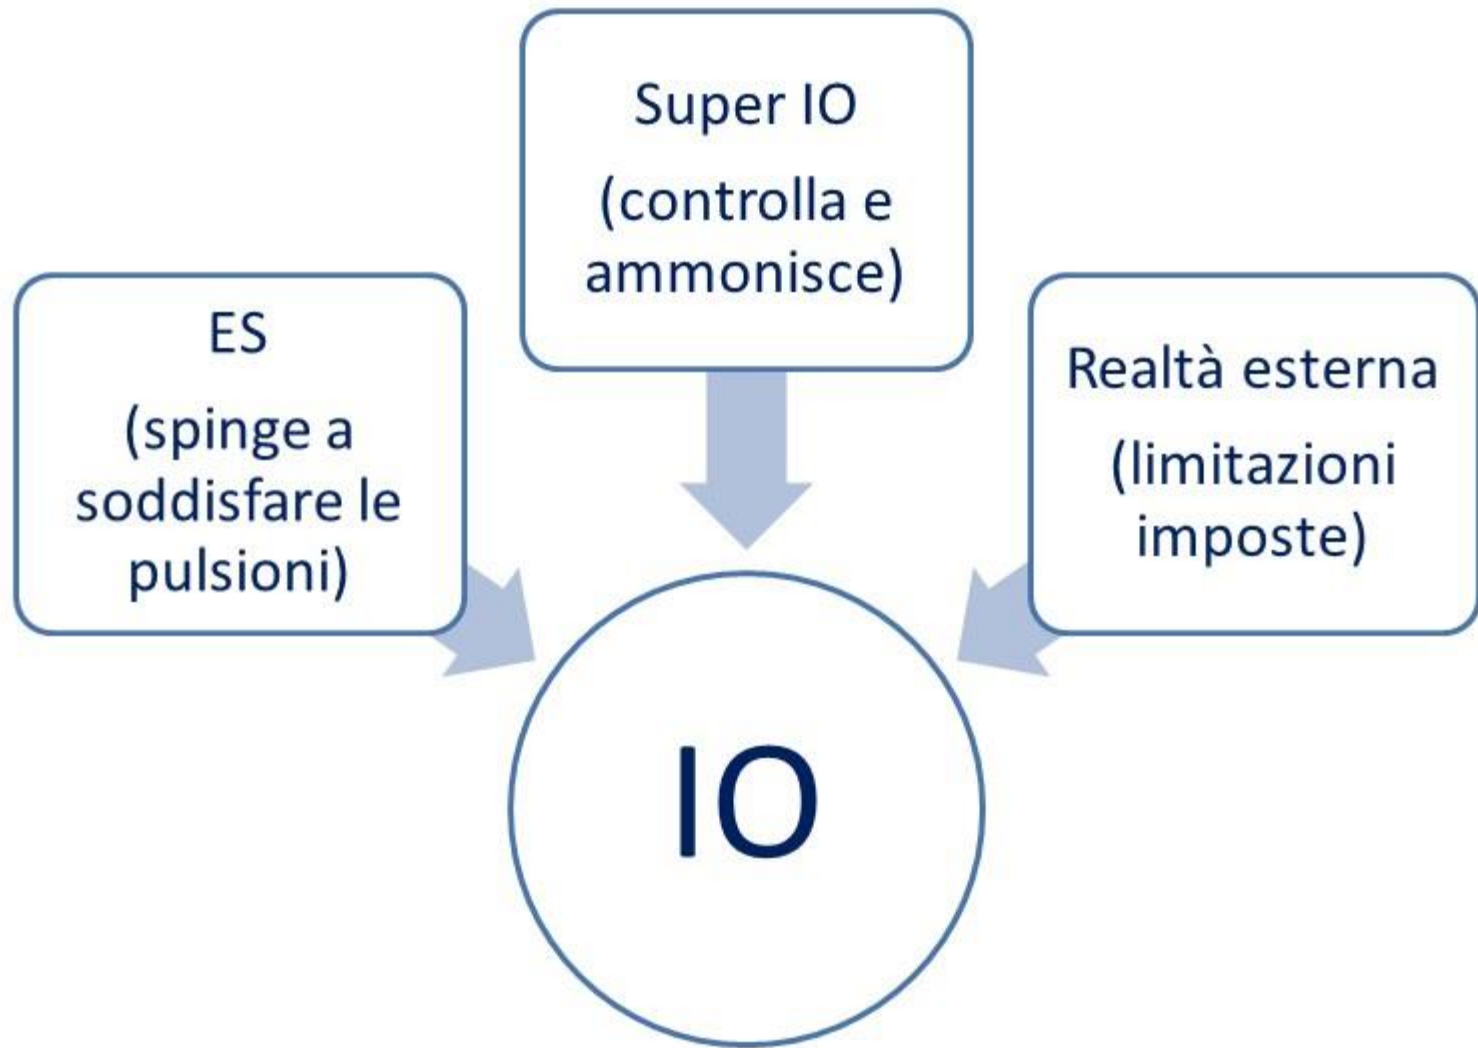 Super IO
(controlla e
ammonisce)
ES
(spinge a
soddisfare le
pulsioni)
Realtà esterna
(limitazioni
imposte)
IO